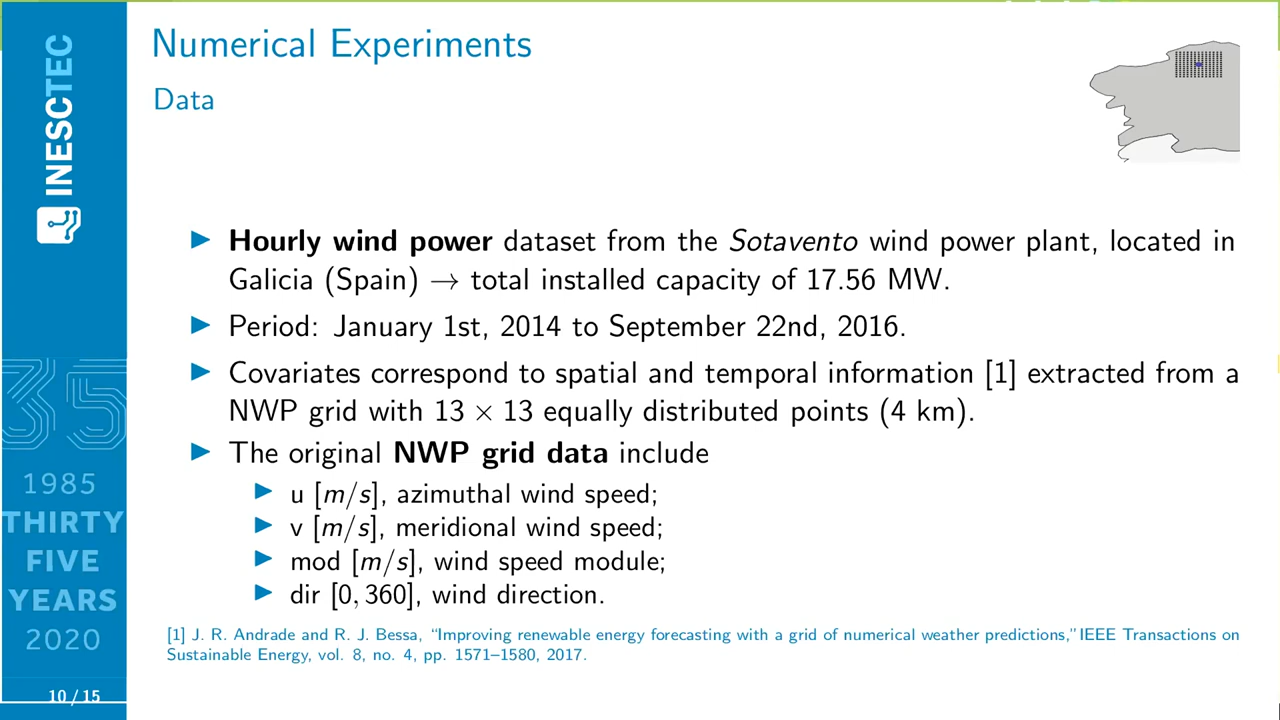 INESCTEC
35
1985
THIRTY
FIVE
YEARS
2020
10 / 15
Numerical Experiments
Data
Hourly wind power dataset from the Sotavento wind power plant, located in
Galicia (Spain) → total installed capacity of 17.56 MW.
Period: January 1st, 2014 to September 22nd, 2016.
Covariates correspond to spatial and temporal information [1] extracted from a
NWP grid with 13 × 13 equally distributed points (4 km).
The original NWP grid data include
u [m/s], azimuthal wind speed;
v [m/s], meridional wind speed;
mod [m/s], wind speed module;
dir [0, 360], wind direction.
[1] J. R. Andrade and R. J. Bessa, “Improving renewable energy forecasting with a grid of numerical weather predictions,” IEEE Transactions on
Sustainable Energy, vol. 8, no. 4, pp. 1571–1580, 2017.